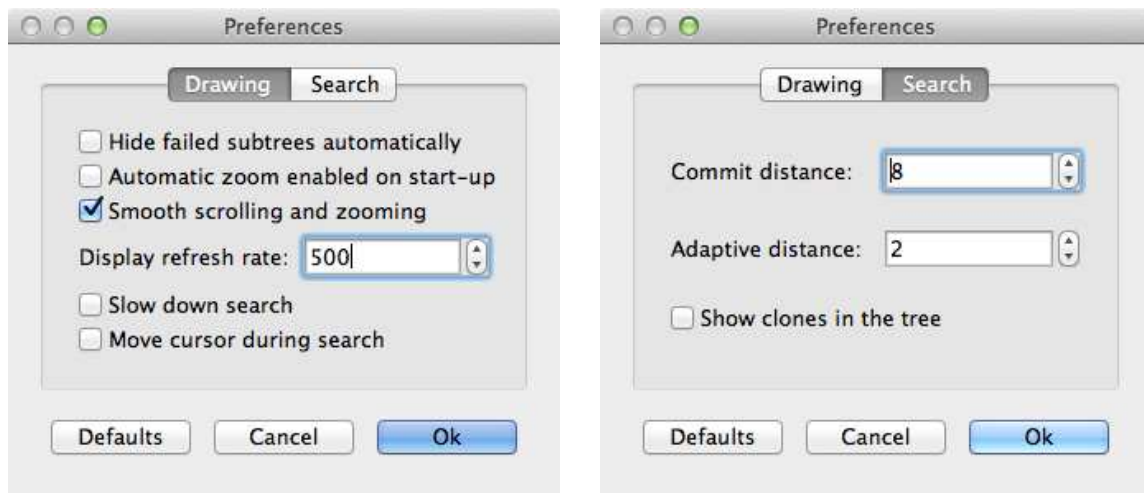 Preferences
Drawing
Search
Hide failed subtrees automatically
Automatic zoom enabled on start-up
Smooth scrolling and zooming
Display refresh rate: 500
Slow down search
Move cursor during search
Defaults
Cancel
Ok
Preferences
Drawing
Search
Commit distance: 8
Adaptive distance: 2
Show clones in the tree
Defaults
Cancel
Ok